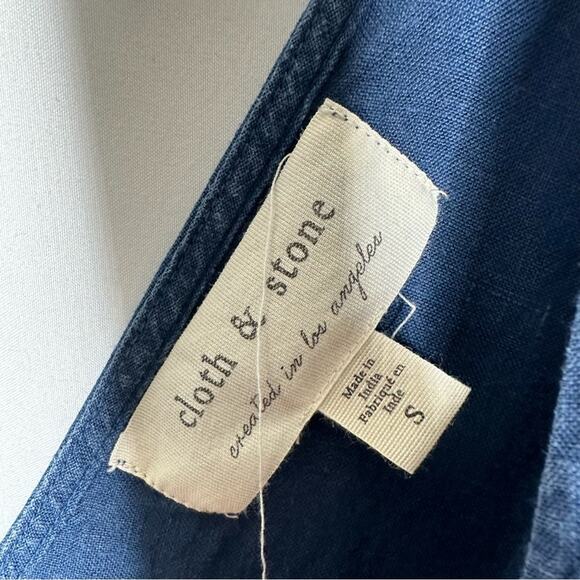 cloth & stone
created in los angeles
Made in
India
Fabriqué en
Inde
S